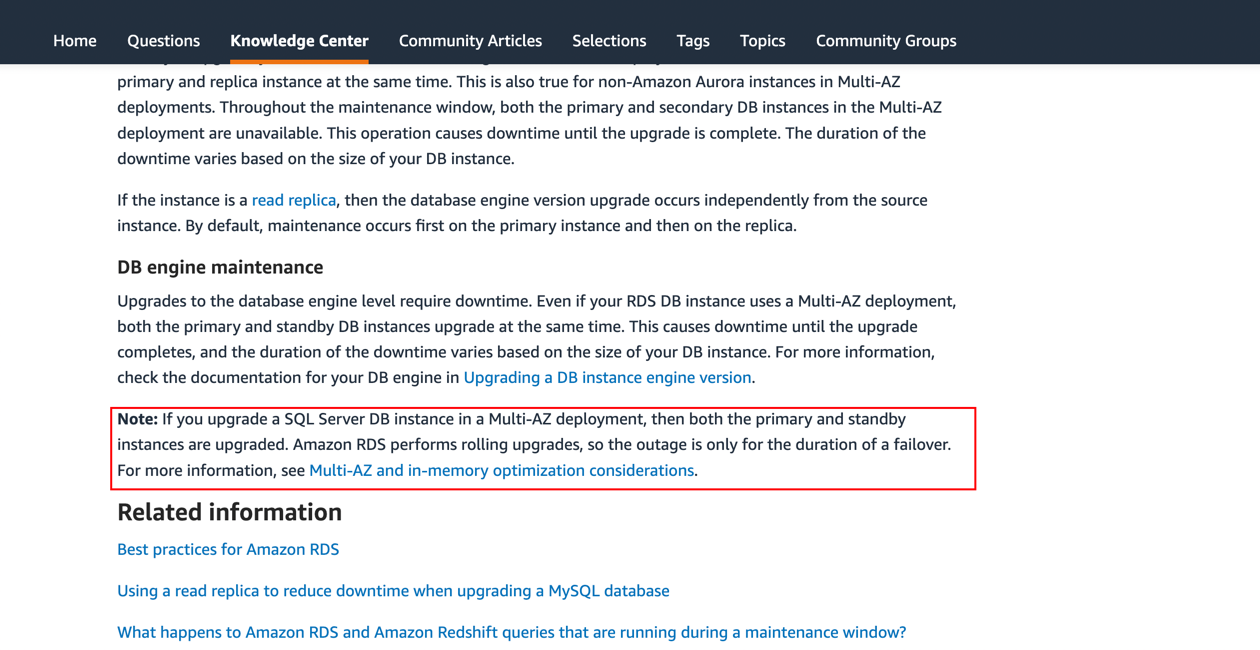 Home Questions Knowledge Center Community Articles Selections Tags Topics Community Groups
primary and replica instance at the same time. This is also true for non-Amazon Aurora instances in Multi-AZ
deployments. Throughout the maintenance window, both the primary and secondary DB instances in the Multi-AZ
deployment are unavailable. This operation causes downtime until the upgrade is complete. The duration of the
downtime varies based on the size of your DB instance.
If the instance is a read replica, then the database engine version upgrade occurs independently from the source
instance. By default, maintenance occurs first on the primary instance and then on the replica.
DB engine maintenance
Upgrades to the database engine level require downtime. Even if your RDS DB instance uses a Multi-AZ deployment,
both the primary and standby DB instances upgrade at the same time. This causes downtime until the upgrade
completes, and the duration of the downtime varies based on the size of your DB instance. For more information,
check the documentation for your DB engine in Upgrading a DB instance engine version.
Note: If you upgrade a SQL Server DB instance in a Multi-AZ deployment, then both the primary and standby
instances are upgraded. Amazon RDS performs rolling upgrades, so the outage is only for the duration of a failover.
For more information, see Multi-AZ and in-memory optimization considerations.
Related information
Best practices for Amazon RDS
Using a read replica to reduce downtime when upgrading a MySQL database
What happens to Amazon RDS and Amazon Redshift queries that are running during a maintenance window?